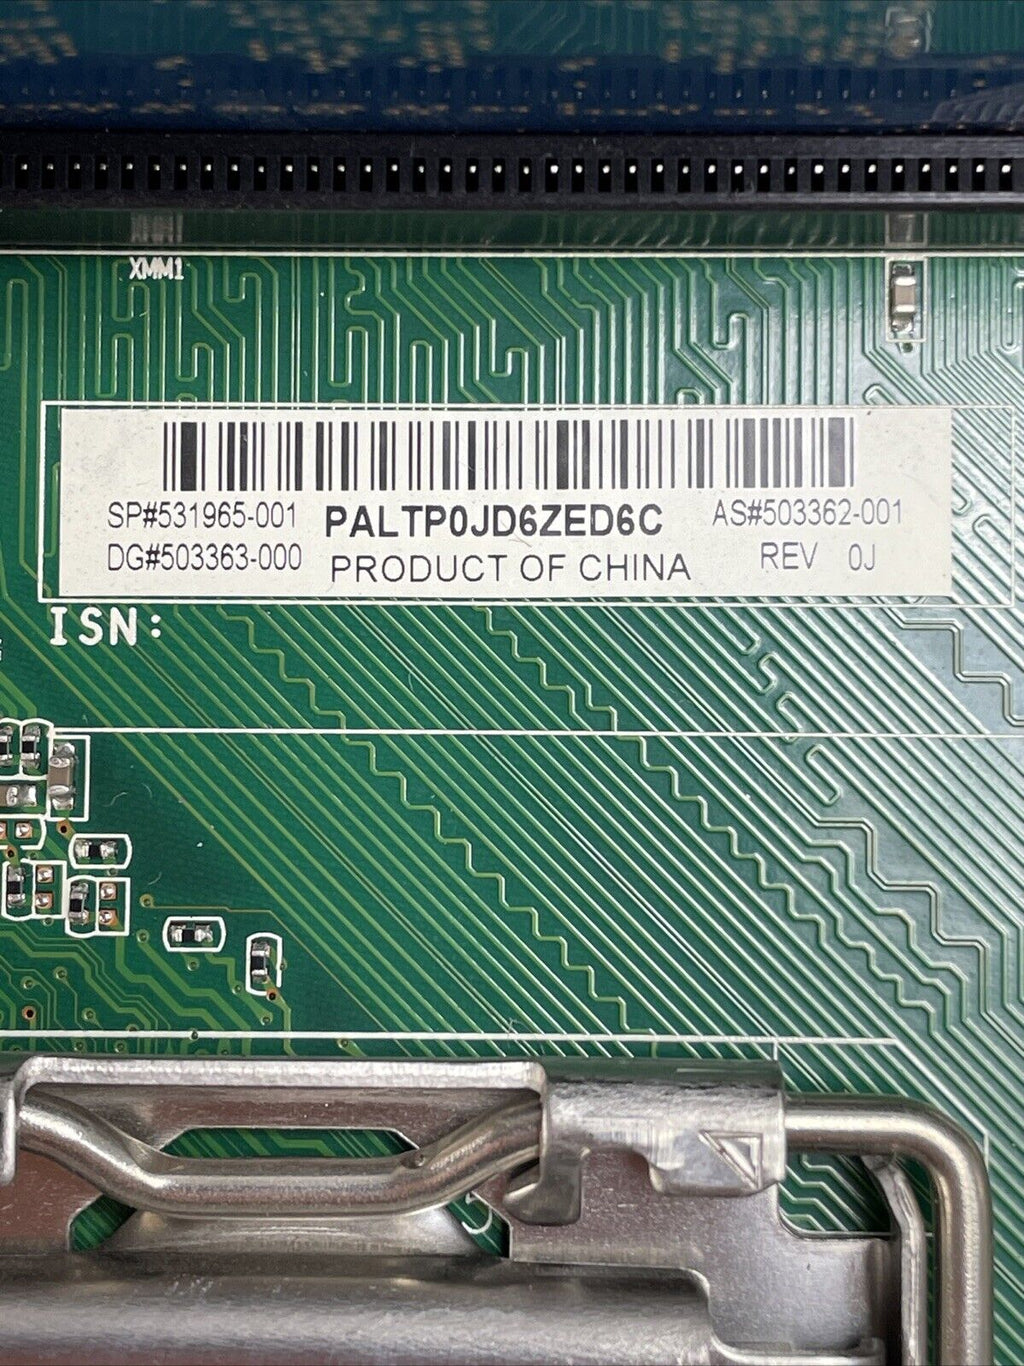 XMM1
SP#531965-001 PALTP0JD6ZED6C AS#503362-001
DG#503363-000 PRODUCT OF CHINA REV 0J
ISN: